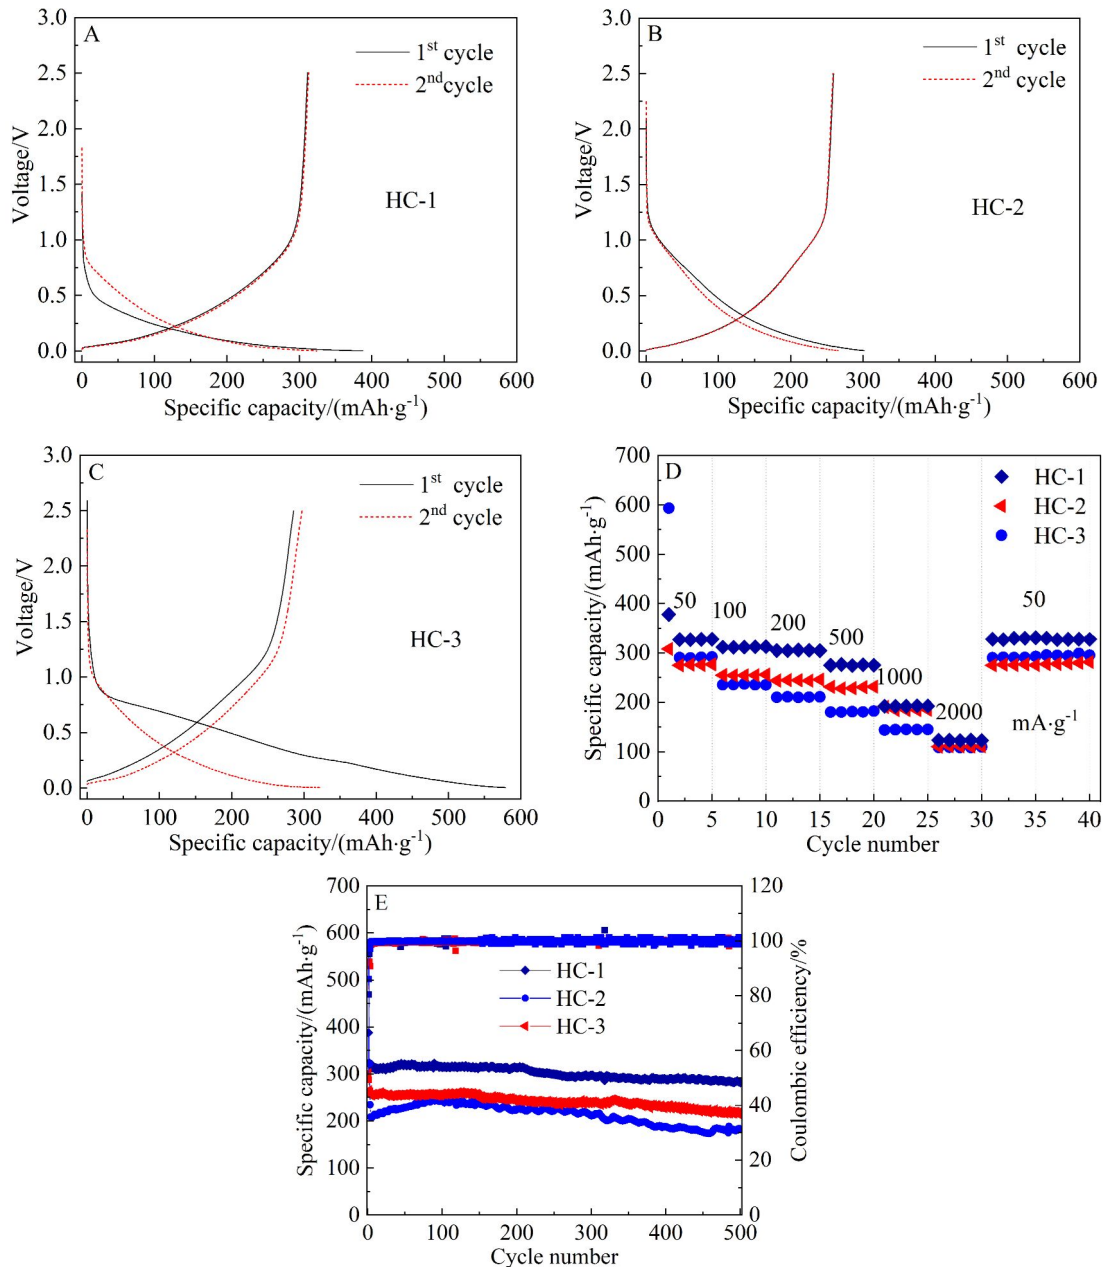 A
1st cycle
2nd cycle
HC-1
Voltage/V
3.0
2.5
2.0
1.5
1.0
0.5
0.0
0 100 200 300 400 500 600
Specific capacity/(mAh·g-1)
B
1st cycle
2nd cycle
HC-2
Voltage/V
3.0
2.5
2.0
1.5
1.0
0.5
0.0
0 100 200 300 400 500 600
Specific capacity/(mAh·g-1)
C
1st cycle
2nd cycle
HC-3
Voltage/V
3.0
2.5
2.0
1.5
1.0
0.5
0.0
0 100 200 300 400 500 600
Specific capacity/(mAh·g-1)
D
HC-1
HC-2
HC-3
50
100
200
500
1000
2000
50
mA·g-1
Specific capacity/(mAh·g-1)
700
600
500
400
300
200
100
0
0 5 10 15 20 25 30 35 40
Cycle number
E
HC-1
HC-2
HC-3
Specific capacity/(mAh·g-1)
700
600
500
400
300
200
100
0
120
100
80
60
40
20
0
Coulombic efficiency/%
0 100 200 300 400 500
Cycle number